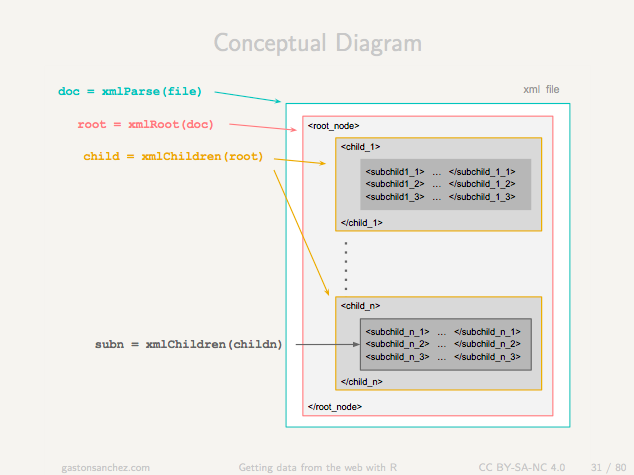 Conceptual Diagram
doc = xmlParse(file)
xml file
root = xmlRoot(doc)
<root_node>
child = xmlChildren(root)
<child_1>
<subchild1_1> ... </subchild_1_1>
<subchild1_2> ... </subchild_1_2>
<subchild1_3> ... </subchild_1_3>
</child_1>
<child_n>
<subchild_n_1> ... </subchild_n_1>
subn = xmlChildren(childn)
<subchild_n_2> ... </subchild_n_2>
<subchild_n_3> ... </subchild_n_3>
</child_n>
</root_node>
gastonsanchez.com Getting data from the web with R CC BY-SA-NC 4.0 31 / 80